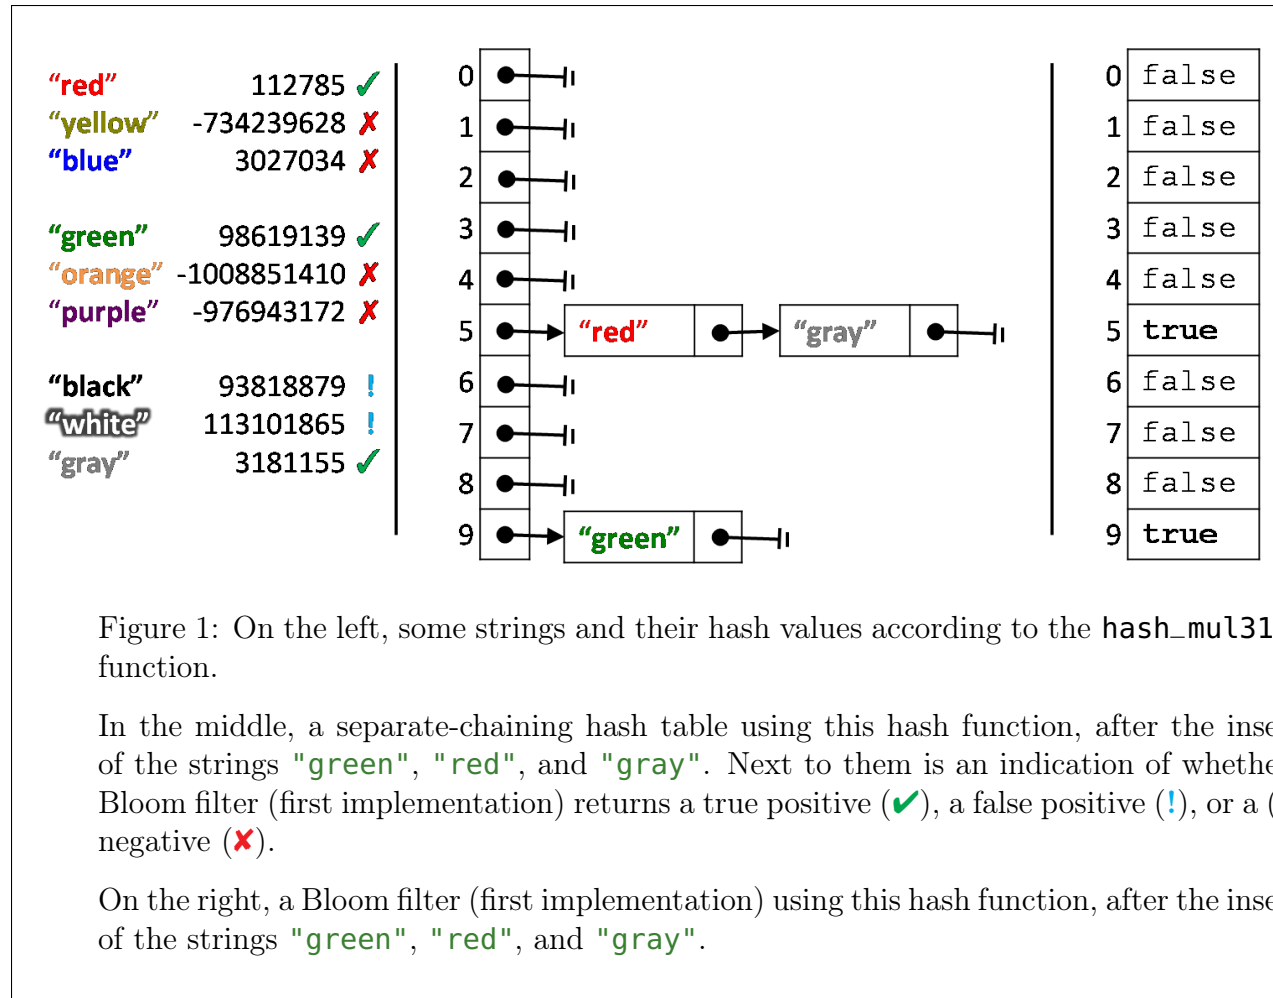 “red” 112785 ✓
“yellow” -734239628 ✗
“blue” 3027034 ✗
“green” 98619139 ✓
“orange” -1008851410 ✗
“purple” -976943172 ✗
“black” 93818879 !
“white” 113101865 !
“gray” 3181155 ✓
0
1
2
3
4
5 “red” “gray”
6
7
8
9 “green”
0 false
1 false
2 false
3 false
4 false
5 true
6 false
7 false
8 false
9 true
Figure 1: On the left, some strings and their hash values according to the hash_mul31
function.
In the middle, a separate-chaining hash table using this hash function, after the inse
of the strings "green", "red", and "gray". Next to them is an indication of whethe
Bloom filter (first implementation) returns a true positive (✔), a false positive (!), or a (
negative (✘).
On the right, a Bloom filter (first implementation) using this hash function, after the inse
of the strings "green", "red", and "gray".